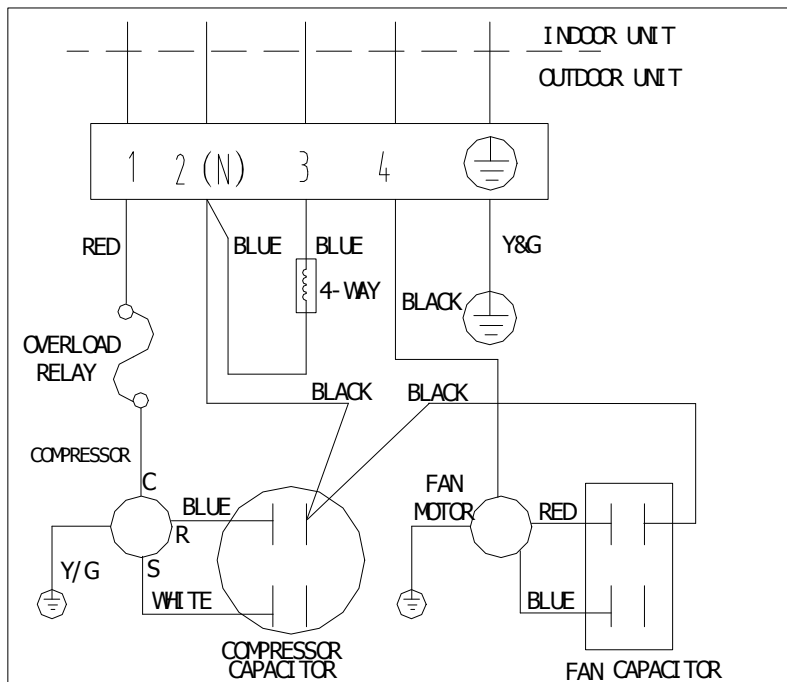 INDOOR UNIT
OUTDOOR UNIT
1 2 (N) 3 4
RED
BLUE
BLUE
Y&G
4-WAY
BLACK
OVERLOAD
RELAY
BLACK
BLACK
COMPRESSOR
C
BLUE
R
S
Y/G
WHITE
COMPRESSOR
CAPACITOR
FAN
MOTOR
RED
BLUE
FAN CAPACITOR